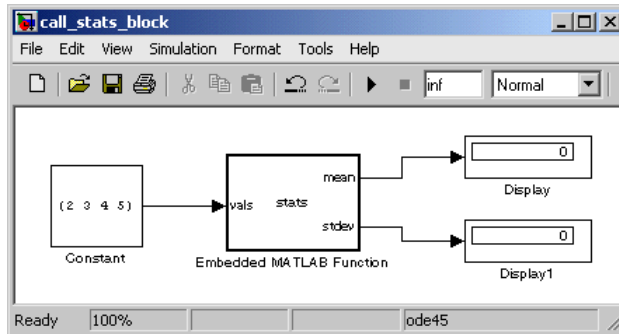 call_stats_block
File Edit View Simulation Format Tools Help
inf Normal
(2 3 4 5)
Constant
vals stats mean stdev
Embedded MATLAB Function
0
Display
0
Display1
Ready 100% ode45